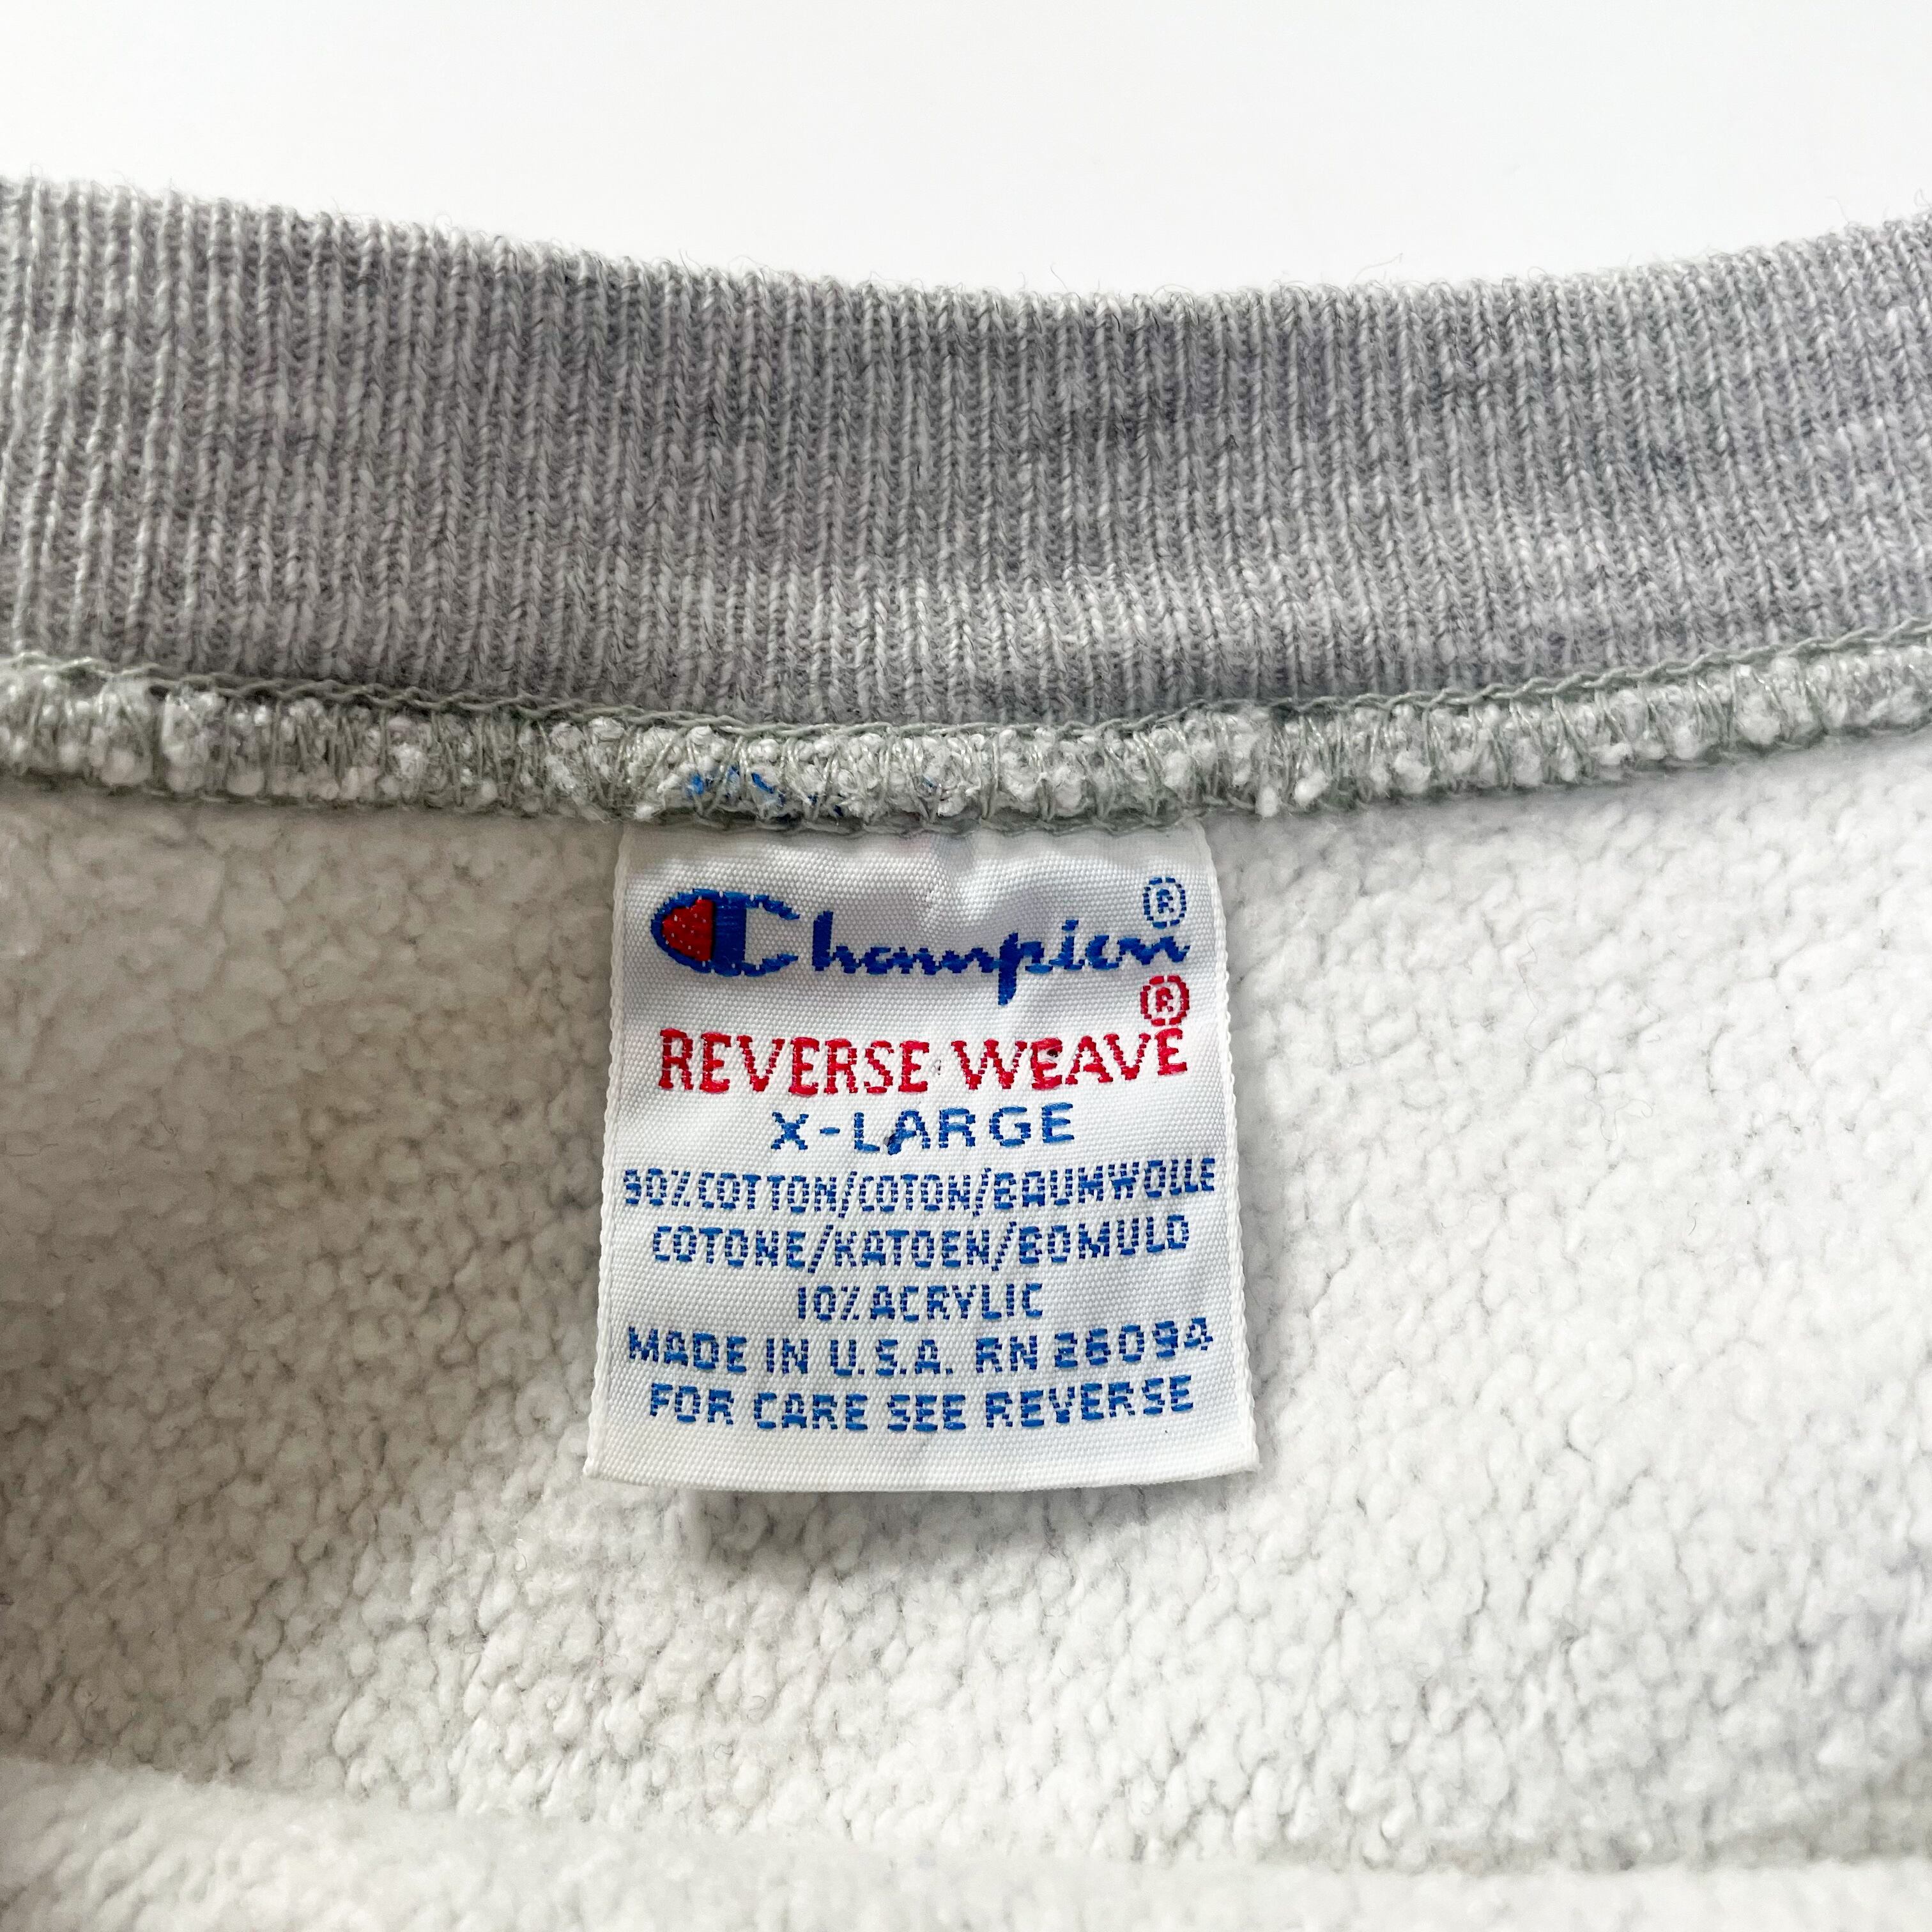 Champion®
REVERSE WEAVE®
X-LARGE
90% COTTON/COTON/BAUMWOLLE
COTONE/KATOEN/BOMULD
10% ACRYLIC
MADE IN U.S.A. RN 26094
FOR CARE SEE REVERSE